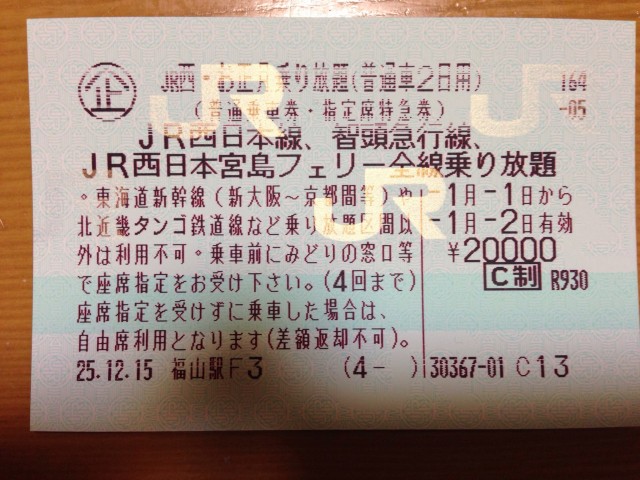 企 JR西・お正月乗り放題(普通車2日用) 164
(普通乗車券・指定席特急券) -05
JR西日本線、智頭急行線、
JR西日本宮島フェリー全線乗り放題
。東海道新幹線(新大阪~京都間等)や -1月-1日から
北近畿タンゴ鉄道線など乗り放題区間以 -1月-2日有効
外は利用不可。乗車前にみどりの窓口等 ¥20000
で座席指定をお受け下さい。(4回まで) C制 R930
座席指定を受けずに乗車した場合は、
自由席利用となります(差額返却不可)。
25.12.15 福山駅F3 (4- ) 30367-01 C13
JR
JR
JR